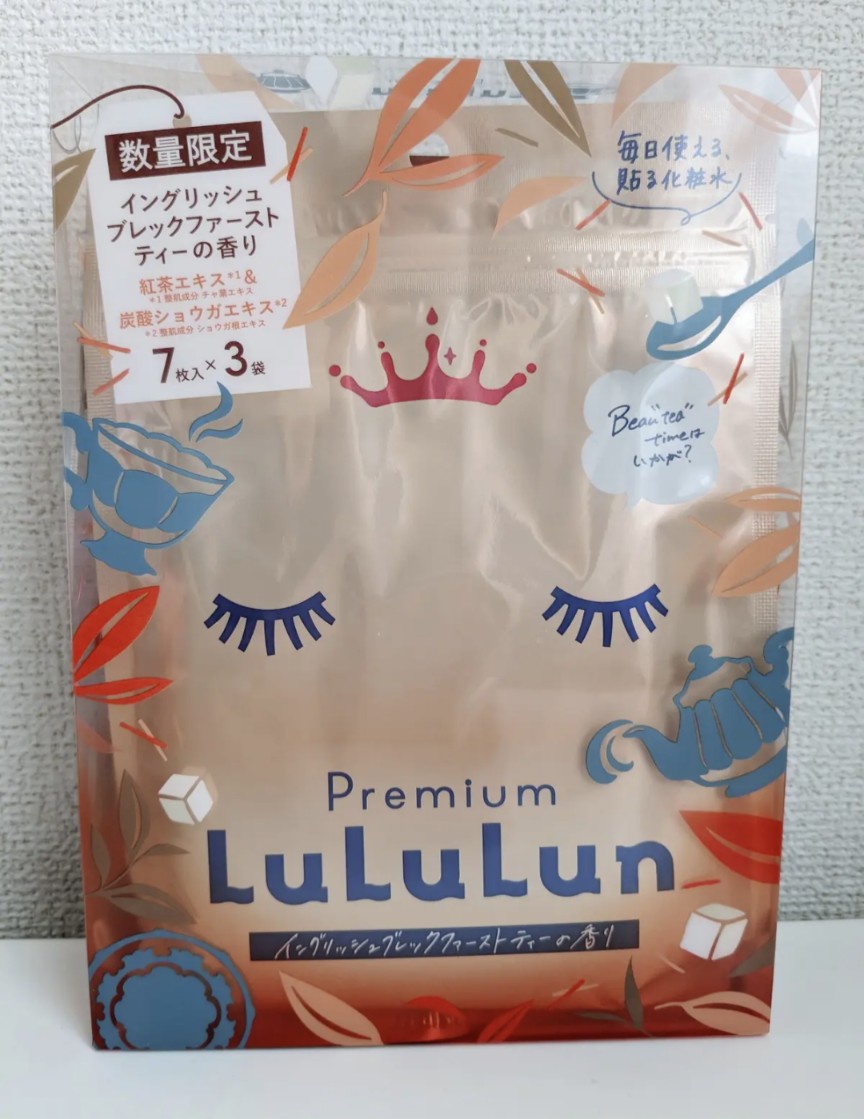 数量限定
イングリッシュ
ブレックファースト
ティーの香り
紅茶エキス※1&
※1 整肌成分 チャ葉エキス
炭酸ショウガエキス※2
※2 整肌成分 ショウガ根エキス
7枚入×3袋
毎日使える、
貼る化粧水
Beau"tea"
timeは
いかが?
Premium
LuLuLun
イングリッシュブレックファーストティーの香り